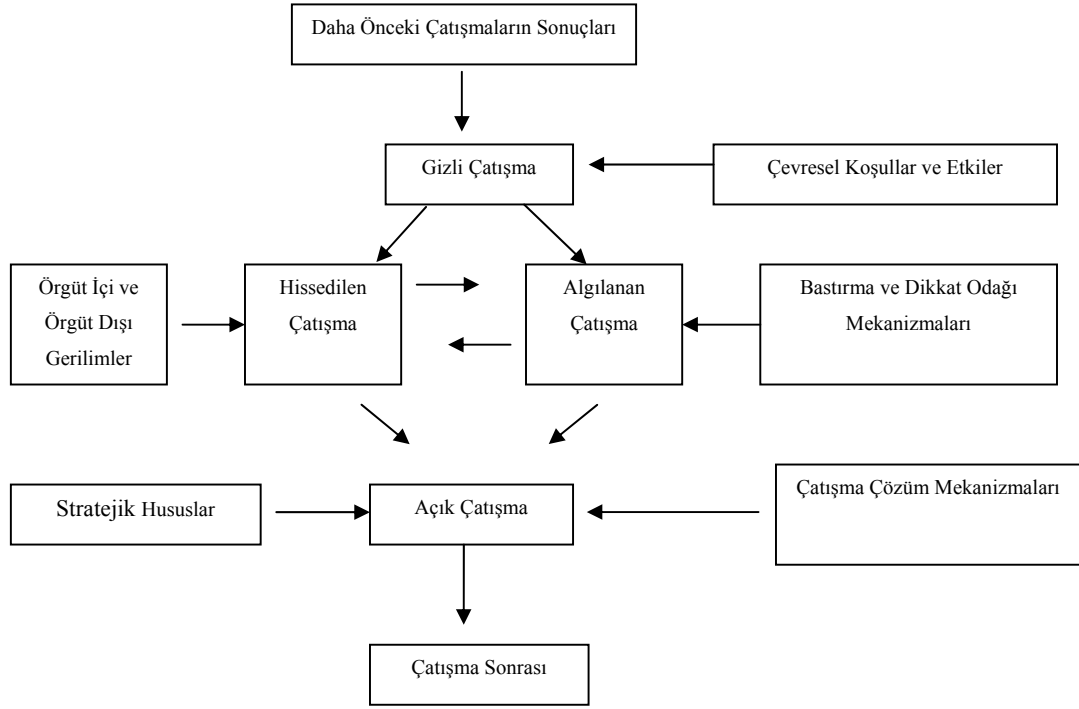 Daha Önceki Çatışmaların Sonuçları
Gizli Çatışma
Çevresel Koşullar ve Etkiler
Örgüt İçi ve
Örgüt Dışı
Gerilimler
Hissedilen
Çatışma
Algılanan
Çatışma
Bastırma ve Dikkat Odağı
Mekanizmaları
Stratejik Hususlar
Açık Çatışma
Çatışma Çözüm Mekanizmaları
Çatışma Sonrası